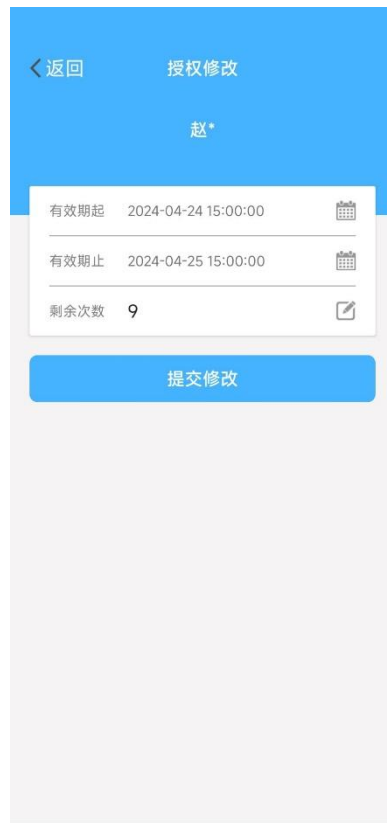 返回 授权修改
赵*
有效期起 2024-04-24 15:00:00
有效期止 2024-04-25 15:00:00
剩余次数 9
提交修改